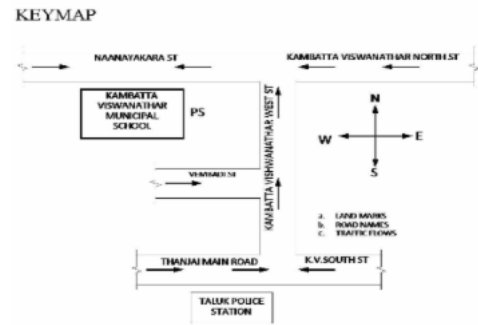 KEYMAP
NAANAYAKARA ST
KAMBATTA VISWANATHAR NORTH ST
KAMBATTA
VISWANATHAR
MUNICIPAL
SCHOOL
PS
KAMBATTA VISHWANATHAR WEST ST
N
W
E
S
VEMBADI ST
a. LAND MARKS
b. ROAD NAMES
c. TRAFFIC FLOWS
THANJAI MAIN ROAD
K.V.SOUTH ST
TALUK POLICE
STATION